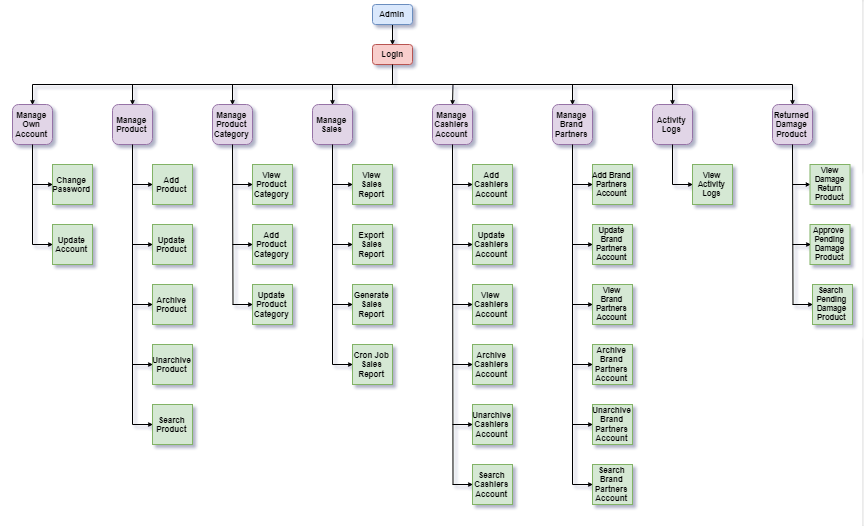 Admin
Login
Manage
Own
Account
Manage
Product
Manage
Product
Category
Manage
Sales
Manage
Cashiers
Account
Manage
Brand
Partners
Activity
Logs
Returned
Damage
Product
Change
Password
Update
Account
Add
Product
Update
Product
Archive
Product
Unarchive
Product
Search
Product
View
Product
Category
Add
Product
Category
Update
Product
Category
View
Sales
Report
Export
Sales
Report
Generate
Sales
Report
Cron Job
Sales
Report
Add
Cashiers
Account
Update
Cashiers
Account
View
Cashiers
Account
Archive
Cashiers
Account
Unarchive
Cashiers
Account
Search
Cashiers
Account
Add Brand
Partners
Account
Update
Brand
Partners
Account
View
Brand
Partners
Account
Archive
Brand
Partners
Account
Unarchive
Brand
Partners
Account
Search
Brand
Partners
Account
View
Activity
Logs
View
Damage
Return
Product
Approve
Pending
Damage
Product
Search
Pending
Damage
Product